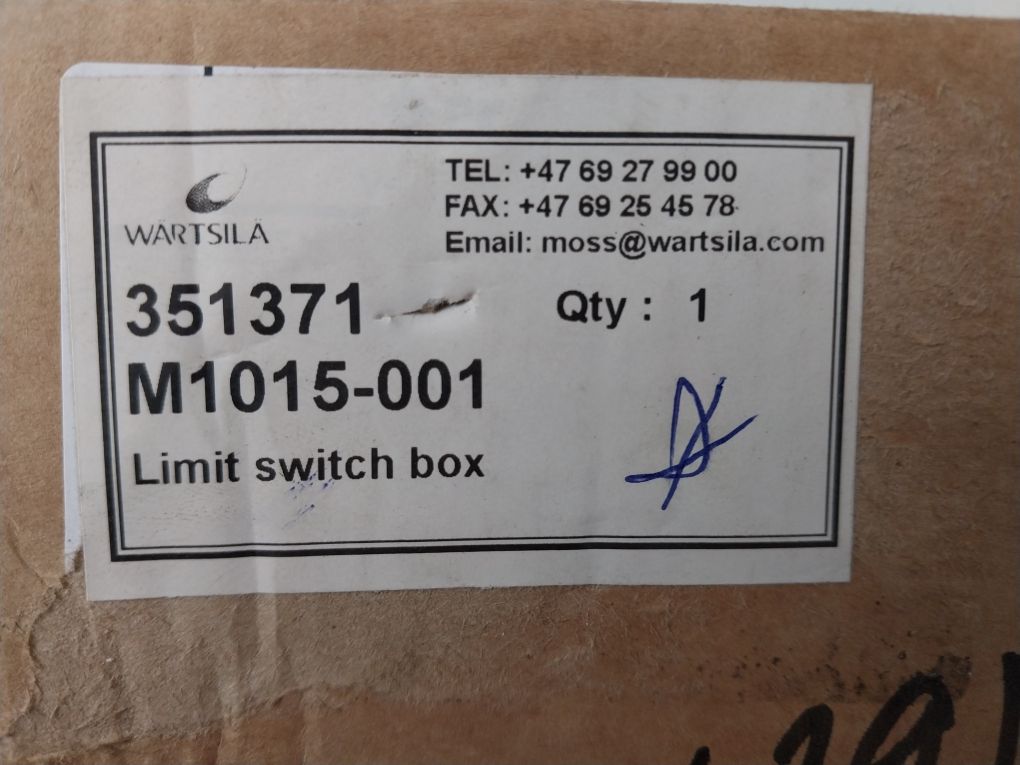 WÄRTSILÄ
TEL: +47 69 27 99 00
FAX: +47 69 25 45 78
Email: moss@wartsila.com
351371
Qty : 1
M1015-001
Limit switch box